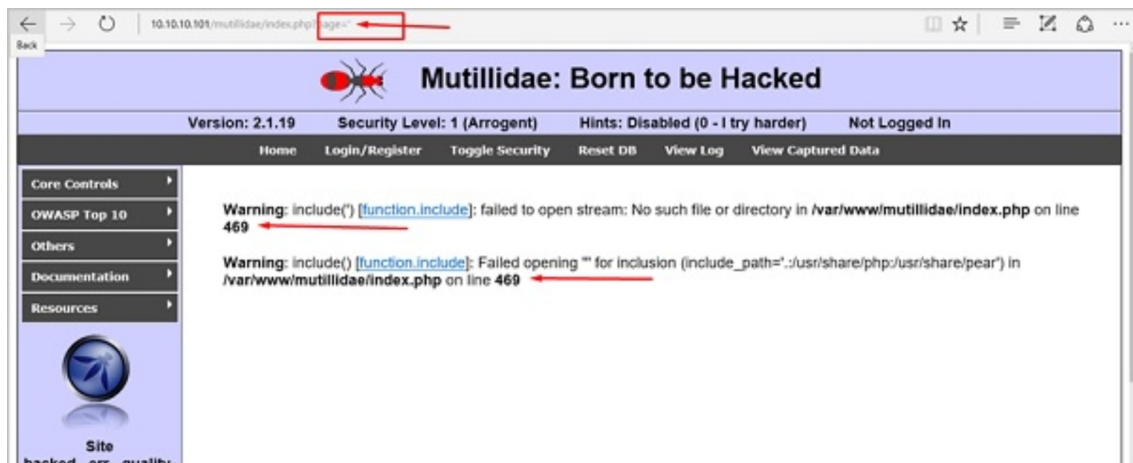 10.10.10.101/mutillidae/index.php?page='
Back
Mutillidae: Born to be Hacked
Version: 2.1.19 Security Level: 1 (Arrogent) Hints: Disabled (0 - I try harder) Not Logged In
Home Login/Register Toggle Security Reset DB View Log View Captured Data
Core Controls
OWASP Top 10
Others
Documentation
Resources
Warning: include(') [function.include]: failed to open stream: No such file or directory in /var/www/mutillidae/index.php on line
469
Warning: include() [function.include]: Failed opening ''' for inclusion (include_path='.:/usr/share/php:/usr/share/pear') in
/var/www/mutillidae/index.php on line 469
Site
hacked...err...quality-